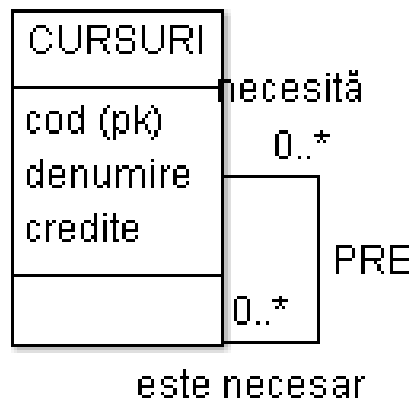 CURSURI
necesită
cod (pk)
0..*
denumire
credite
PRE
0..*
este necesar